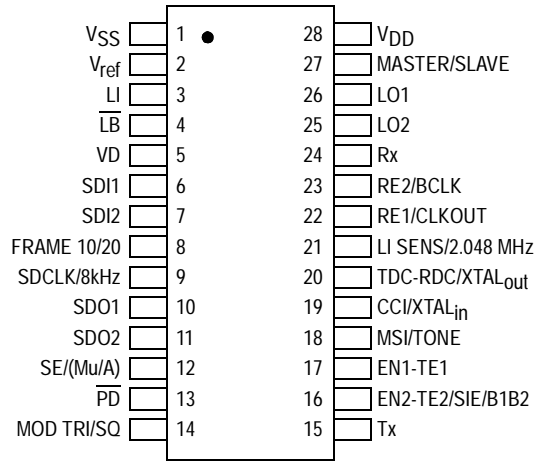 VSS 1 28 VDD
Vref 2 27 MASTER/SLAVE
LI 3 26 LO1
LB 4 25 LO2
VD 5 24 Rx
SDI1 6 23 RE2/BCLK
SDI2 7 22 RE1/CLKOUT
FRAME 10/20 8 21 LI SENS/2.048 MHz
SDCLK/8kHz 9 20 TDC-RDC/XTALout
SDO1 10 19 CCI/XTALin
SDO2 11 18 MSI/TONE
SE/(Mu/A) 12 17 EN1-TE1
PD 13 16 EN2-TE2/SIE/B1B2
MOD TRI/SQ 14 15 Tx